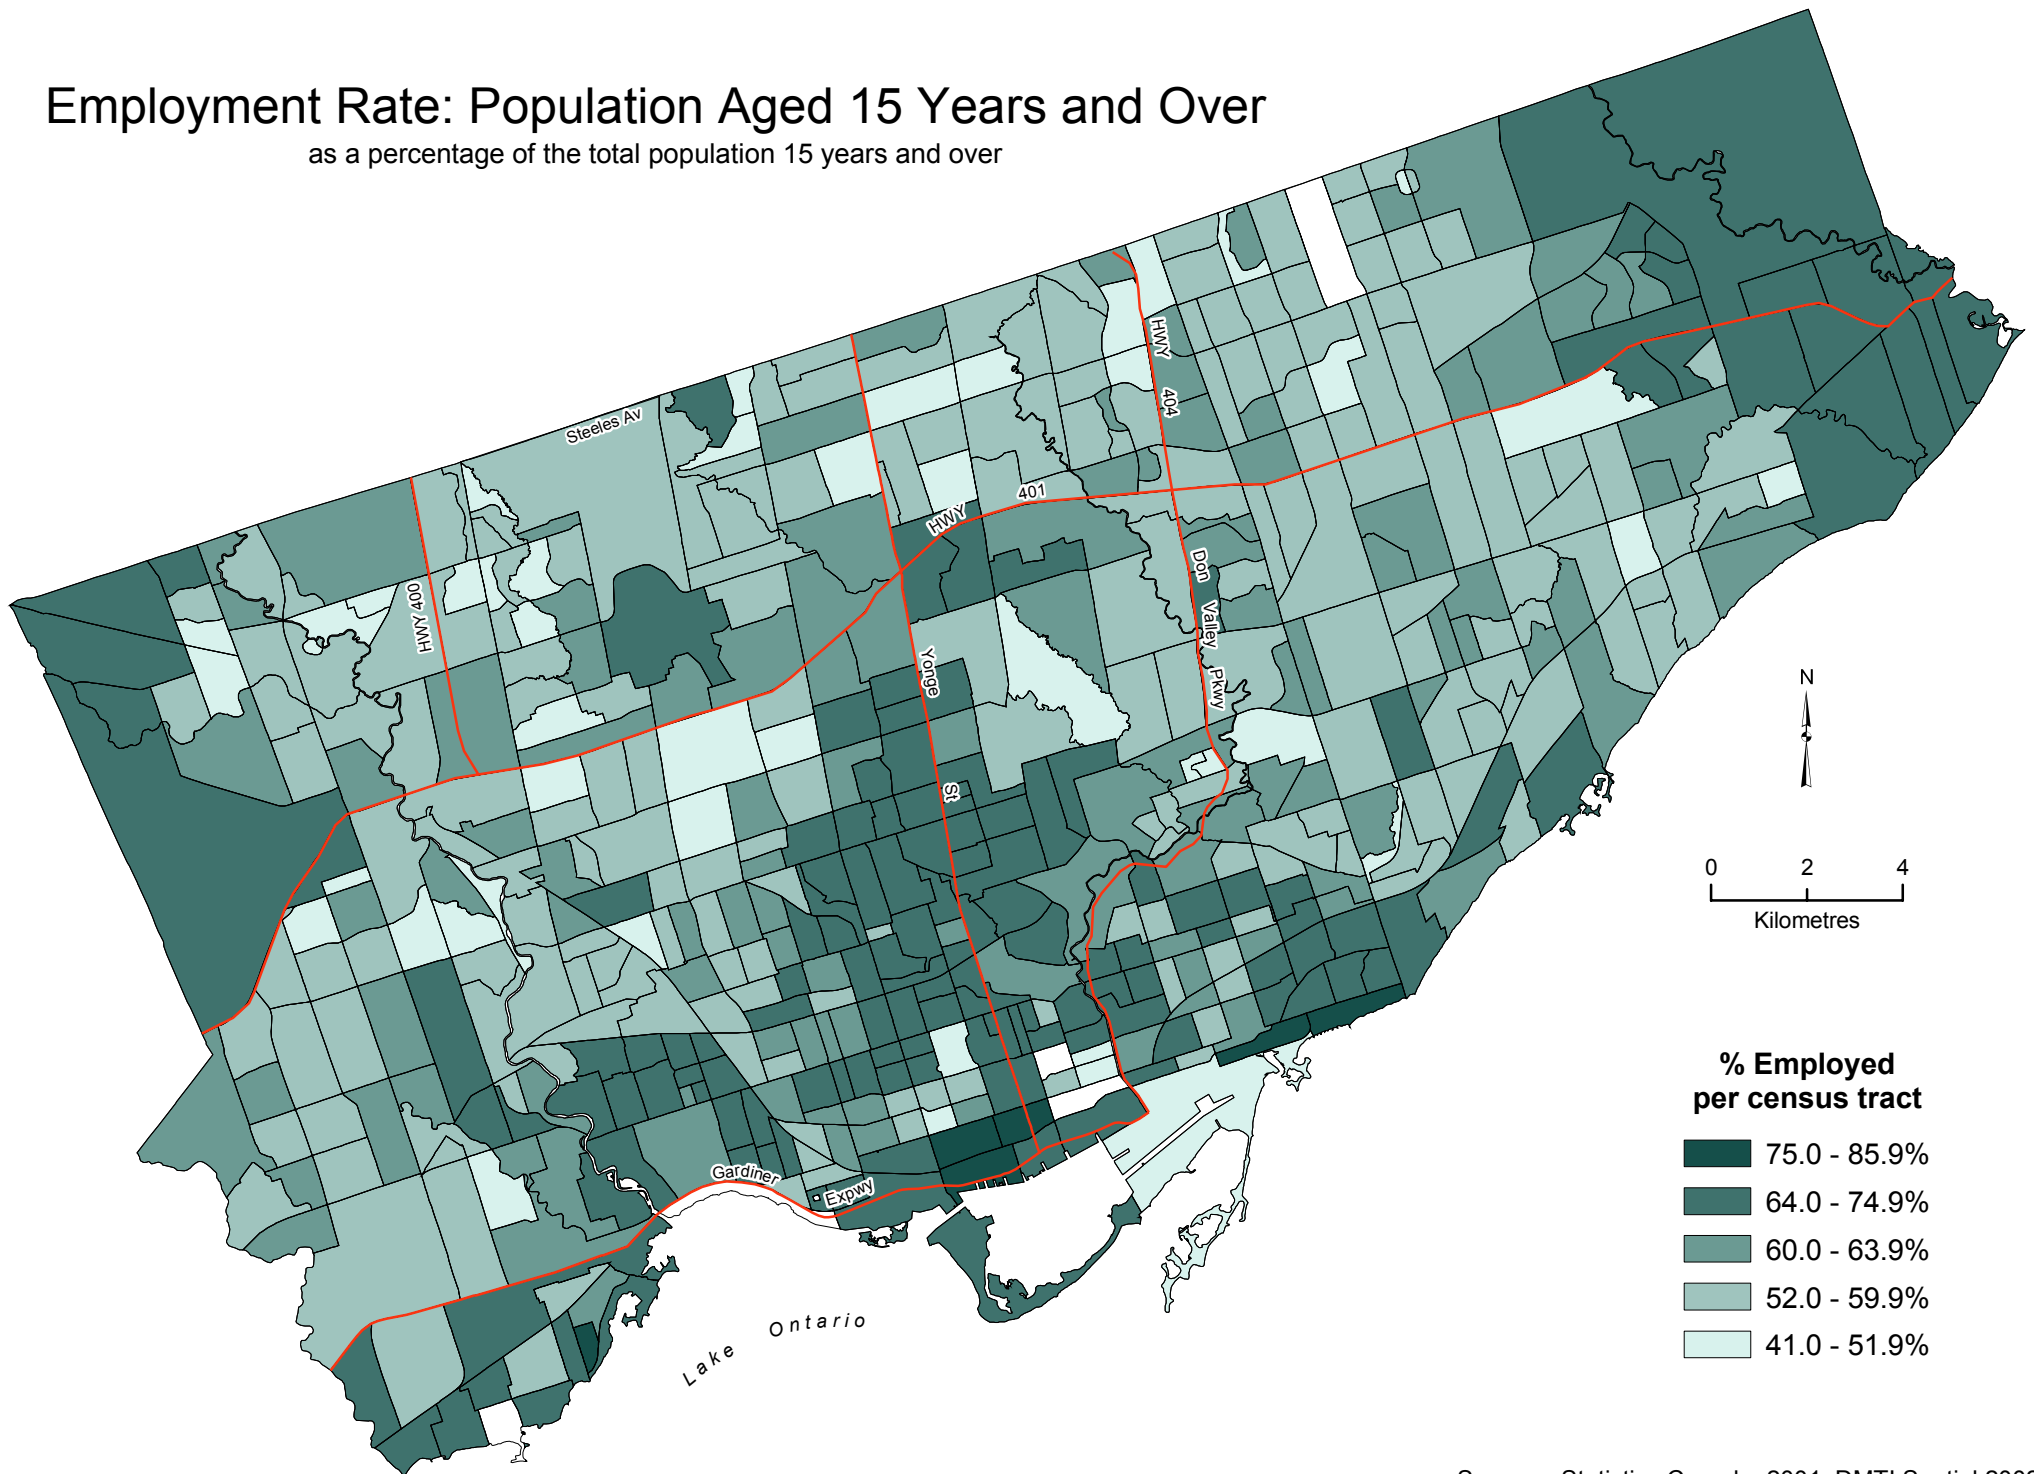 Employment Rate: Population Aged 15 Years and Over
as a percentage of the total population 15 years and over
Steeles Av
HWY 400
HWY
404
HWY
401
Don
Valley
Pkwy
Yonge
St
N
0 2 4
Kilometres
Gardiner
Expwy
Lake Ontario
% Employed
per census tract
75.0 - 85.9%
64.0 - 74.9%
60.0 - 63.9%
52.0 - 59.9%
41.0 - 51.9%